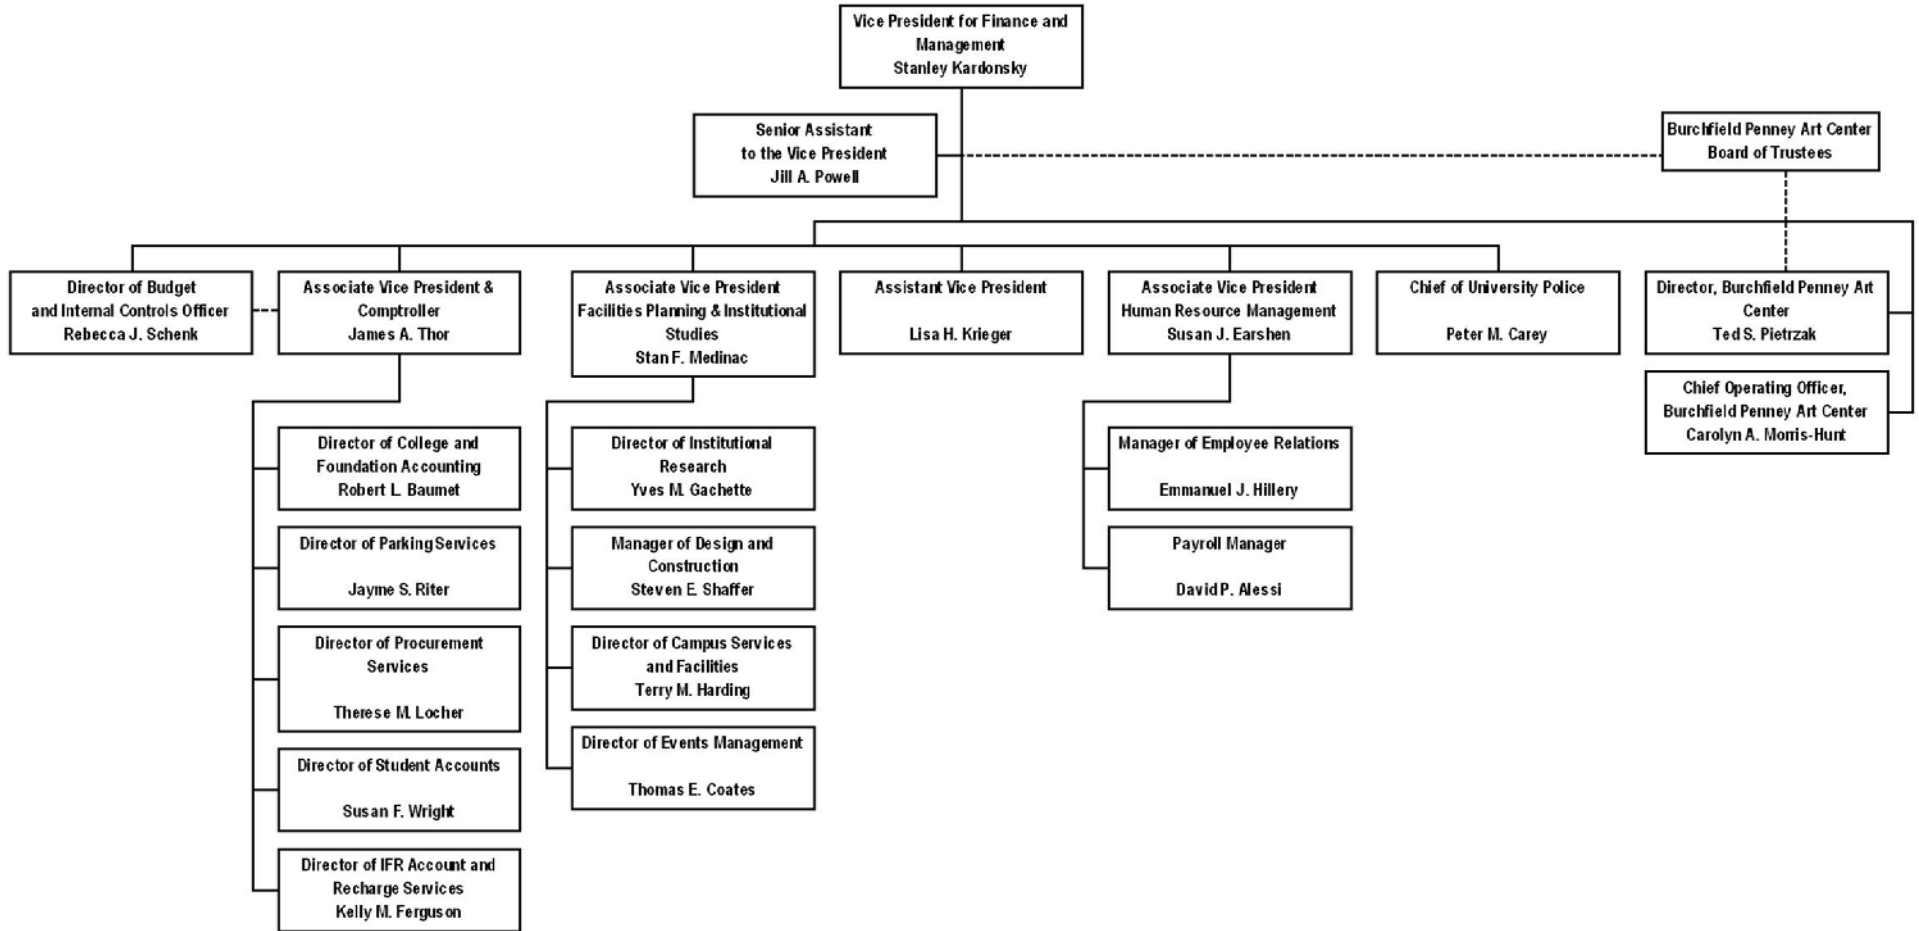 Vice President for Finance and
Management
Stanley Kardonsky
Senior Assistant
to the Vice President
Jill A. Powell
Burchfield Penney Art Center
Board of Trustees
Director of Budget
and Internal Controls Officer
Rebecca J. Schenk
Associate Vice President &
Comptroller
James A. Thor
Associate Vice President
Facilities Planning & Institutional
Studies
Stan F. Medinac
Assistant Vice President
Lisa H. Krieger
Associate Vice President
Human Resource Management
Susan J. Earshen
Chief of University Police
Peter M. Carey
Director, Burchfield Penney Art
Center
Ted S. Pietrzak
Chief Operating Officer,
Burchfield Penney Art Center
Carolyn A. Morris-Hunt
Director of College and
Foundation Accounting
Robert L. Baumet
Director of Parking Services
Jayme S. Riter
Director of Procurement
Services
Therese M. Locher
Director of Student Accounts
Susan F. Wright
Director of IFR Account and
Recharge Services
Kelly M. Ferguson
Director of Institutional
Research
Yves M. Gachette
Manager of Design and
Construction
Steven E. Shaffer
Director of Campus Services
and Facilities
Terry M. Harding
Director of Events Management
Thomas E. Coates
Manager of Employee Relations
Emmanuel J. Hillery
Payroll Manager
David P. Alessi